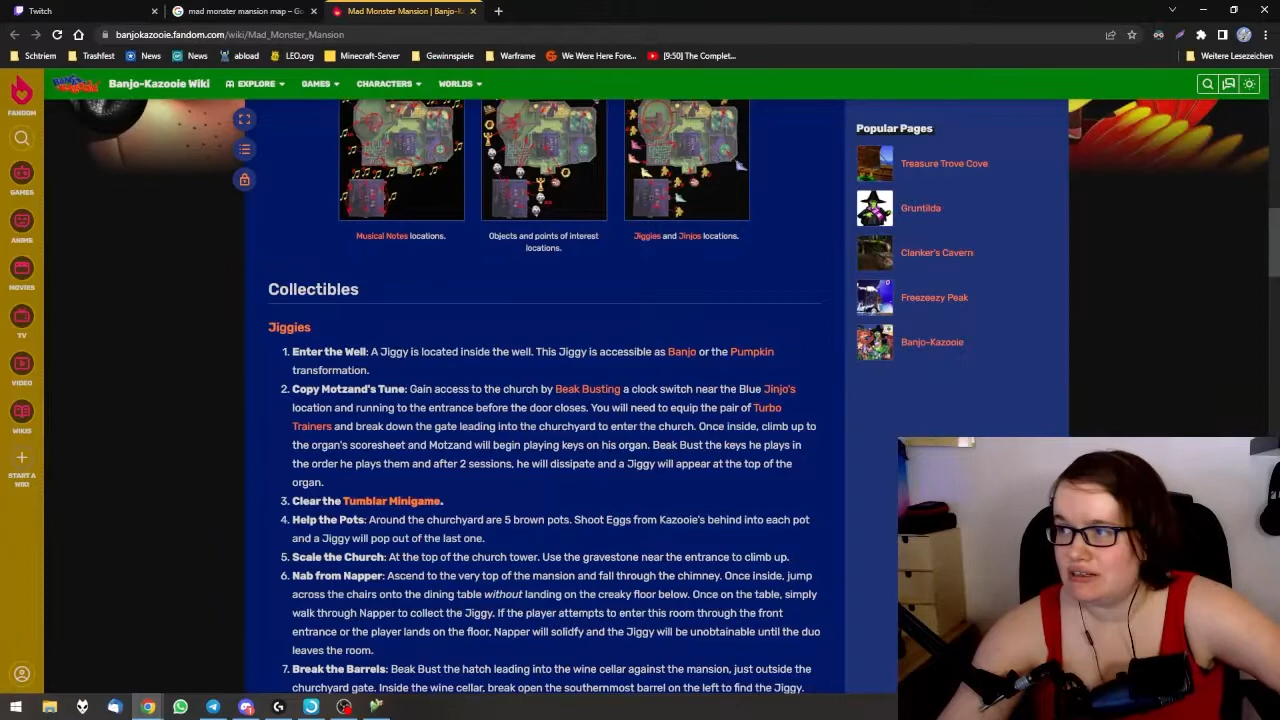 Twitch
mad monster mansion map – Go
Mad Monster Mansion | Banjo-K
banjokazooie.fandom.com/wiki/Mad_Monster_Mansion
Schtriem
Trashfest
News
News
abload
LEO.org
Minecraft-Server
Gewinnspiele
Warframe
We Were Here Fore...
[9:50] The Complet...
Weitere Lesezeichen
FANDOM
GAMES
ANIME
MOVIES
TV
VIDEO
WIKIS
START A
WIKI
Banjo-Kazooie Wiki
EXPLORE
GAMES
CHARACTERS
WORLDS
Musical Notes locations.
Objects and points of interest
locations.
Jiggies and Jinjos locations.
Collectibles
Jiggies
1. Enter the Well: A Jiggy is located inside the well. This Jiggy is accessible as Banjo or the Pumpkin
transformation.
2. Copy Motzand's Tune: Gain access to the church by Beak Busting a clock switch near the Blue Jinjo's
location and running to the entrance before the door closes. You will need to equip the pair of Turbo
Trainers and break down the gate leading into the churchyard to enter the church. Once inside, climb up to
the organ's scoresheet and Motzand will begin playing keys on his organ. Beak Bust the keys he plays in
the order he plays them and after 2 sessions, he will dissipate and a Jiggy will appear at the top of the
organ.
3. Clear the Tumblar Minigame.
4. Help the Pots: Around the churchyard are 5 brown pots. Shoot Eggs from Kazooie's behind into each pot
and a Jiggy will pop out of the last one.
5. Scale the Church: At the top of the church tower. Use the gravestone near the entrance to climb up.
6. Nab from Napper: Ascend to the very top of the mansion and fall through the chimney. Once inside, jump
across the chairs onto the dining table without landing on the creaky floor below. Once on the table, simply
walk through Napper to collect the Jiggy. If the player attempts to enter this room through the front
entrance or the player lands on the floor, Napper will solidify and the Jiggy will be unobtainable until the duo
leaves the room.
7. Break the Barrels: Beak Bust the hatch leading into the wine cellar against the mansion, just outside the
churchyard gate. Inside the wine cellar, break open the southernmost barrel on the left to find the Jiggy.
Popular Pages
Treasure Trove Cove
Gruntilda
Clanker's Cavern
Freezeezy Peak
Banjo-Kazooie